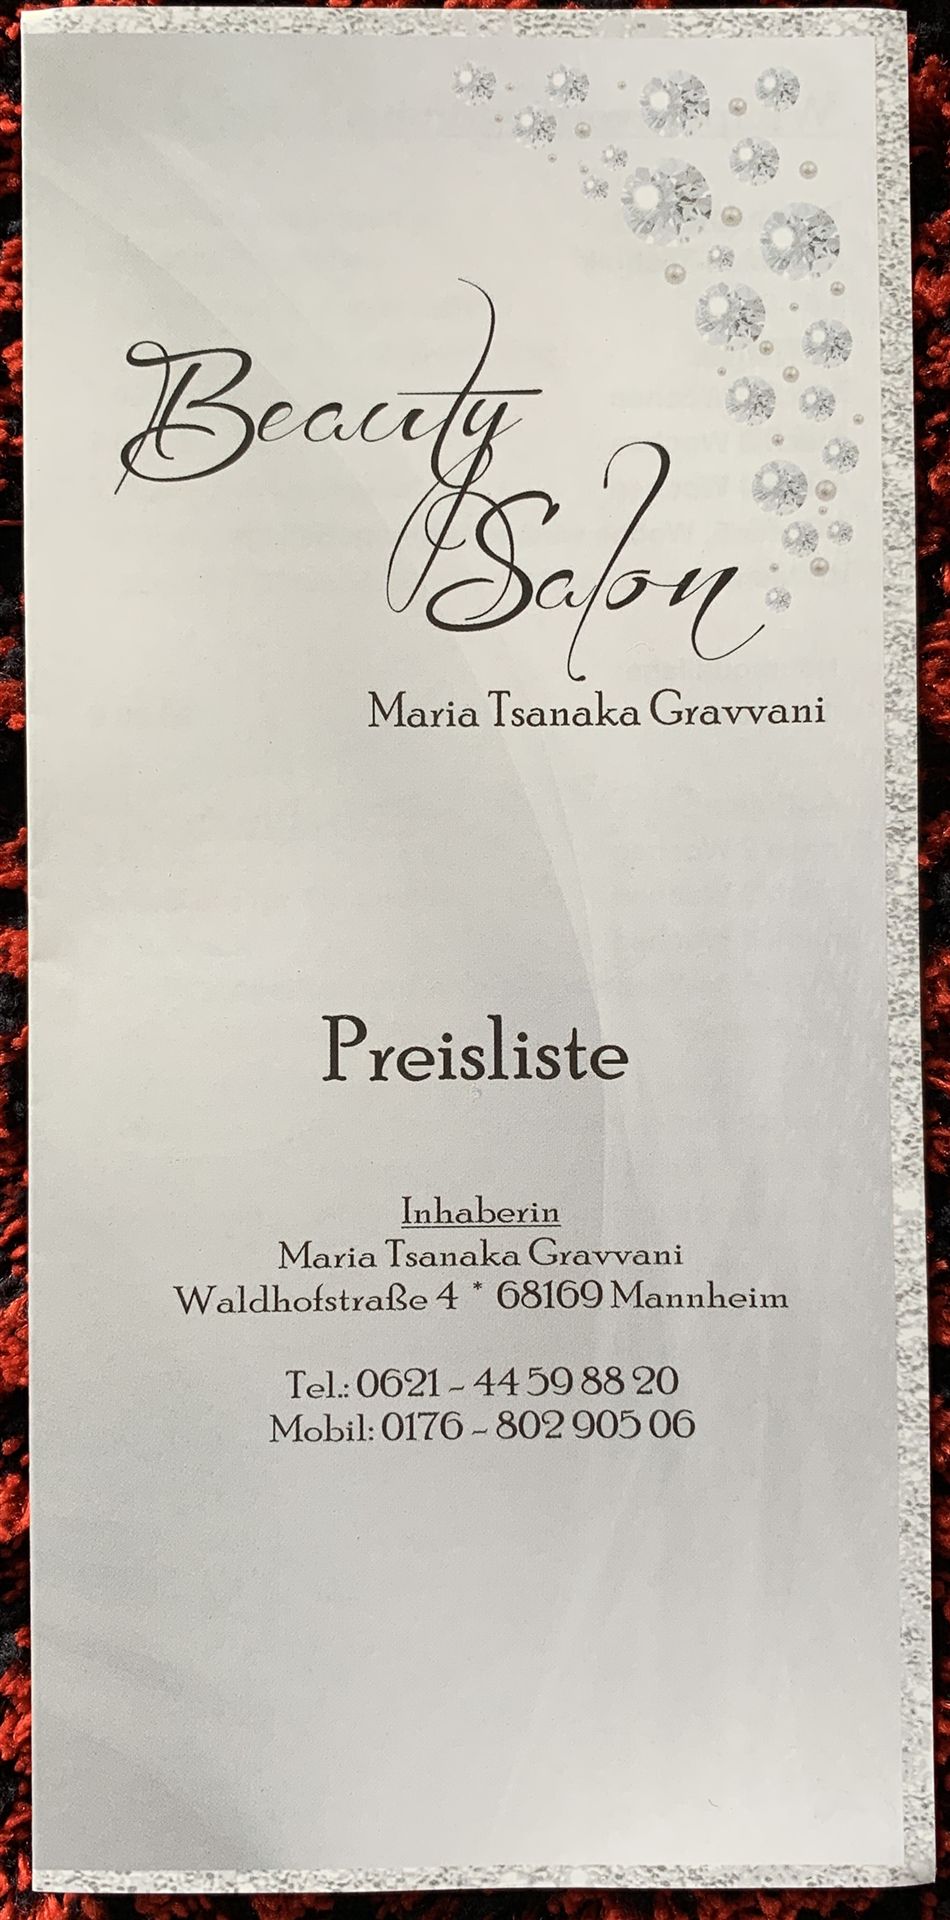 Beauty
Salon
Maria Tsanaka Gravvani
Preisliste
Inhaberin
Maria Tsanaka Gravvani
Waldhofstraße 4 * 68169 Mannheim
Tel.: 0621 - 44 59 88 20
Mobil: 0176 - 802 905 06